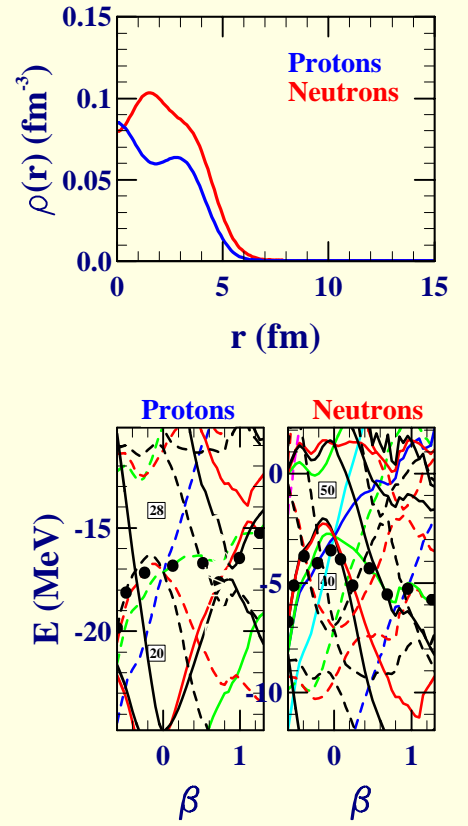 0.15
0.1
0.05
0.0
ρ(r) (fm⁻³)
Protons
Neutrons
0 5 10 15
r (fm)
Protons Neutrons
E (MeV)
-15
-20
28
20
0
-5
-10
50
40
0 1
0 1
β β